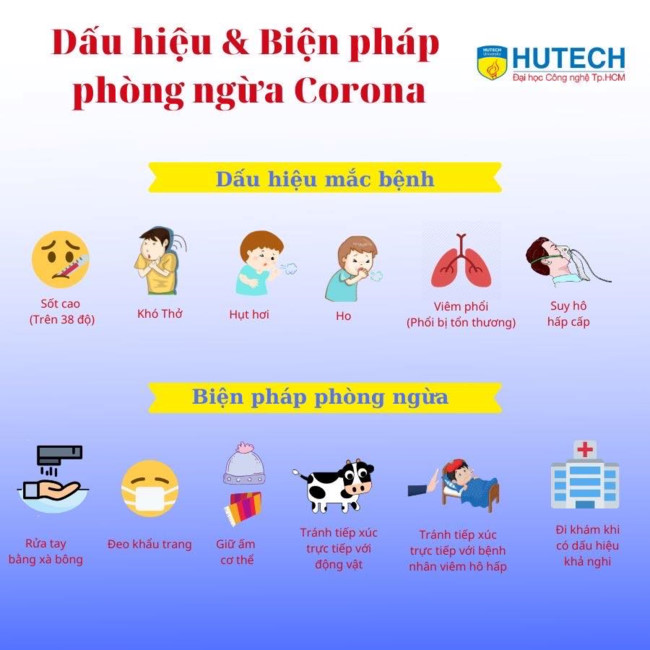 Dấu hiệu & Biện pháp
phòng ngừa Corona
HUTECH
HUTECH
Đại học Công nghệ Tp.HCM
Dấu hiệu mắc bệnh
Sốt cao
(Trên 38 độ)
Khó Thở
Hụt hơi
Ho
Viêm phổi
(Phổi bị tổn thương)
Suy hô
hấp cấp
Biện pháp phòng ngừa
Rửa tay
bằng xà bông
Đeo khẩu trang
Giữ ấm
cơ thể
Tránh tiếp xúc
trực tiếp với
động vật
Tránh tiếp xúc
trực tiếp với bệnh
nhân viêm hô hấp
Đi khám khi
có dấu hiệu
khả nghi